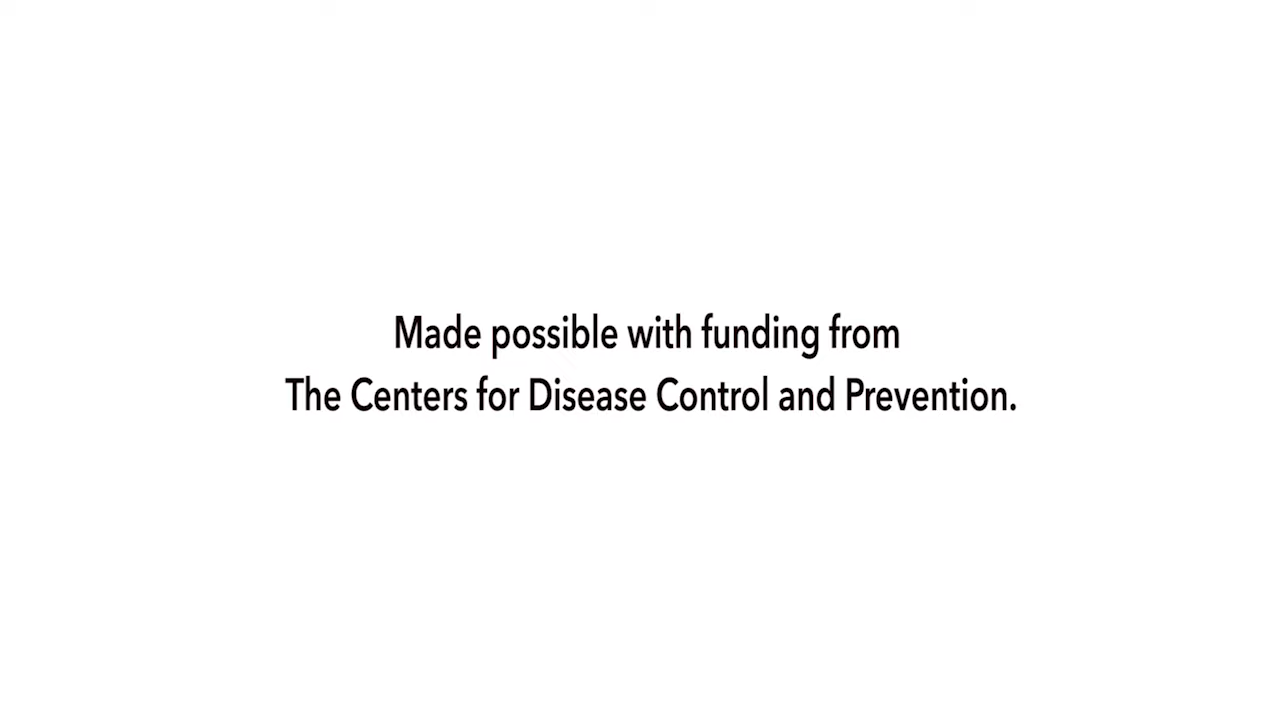 Made possible with funding from
The Centers for Disease Control and Prevention.